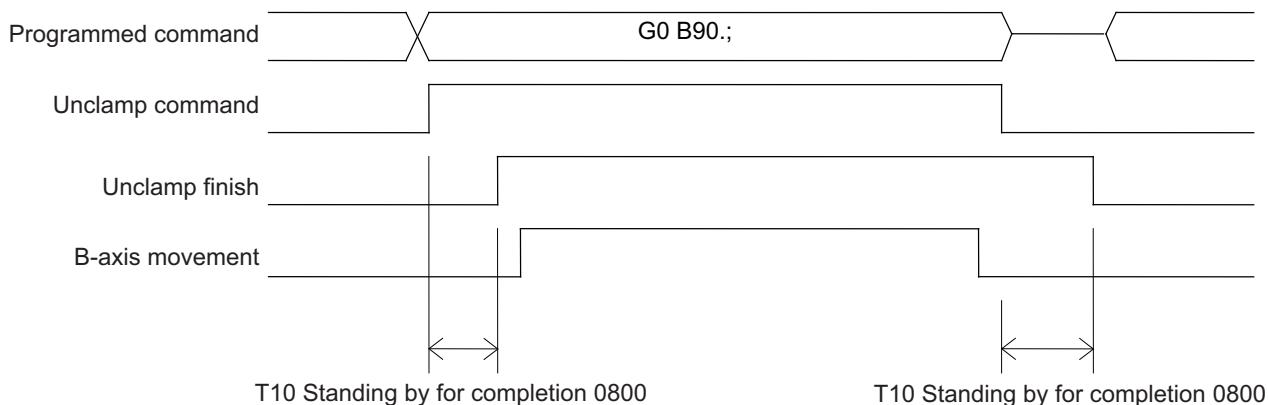 Programmed command
G0 B90.;
Unclamp command
Unclamp finish
B-axis movement
T10 Standing by for completion 0800
T10 Standing by for completion 0800